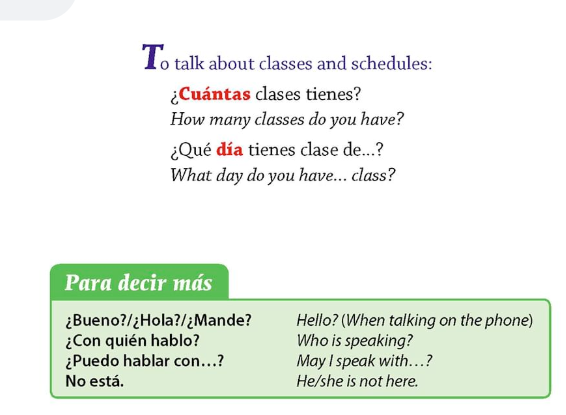 To talk about classes and schedules:
¿Cuántas clases tienes?
How many classes do you have?
¿Qué día tienes clase de...?
What day do you have... class?
Para decir más
¿Bueno?/¿Hola?/¿Mande? Hello? (When talking on the phone)
¿Con quién hablo? Who is speaking?
¿Puedo hablar con...? May I speak with...?
No está. He/she is not here.